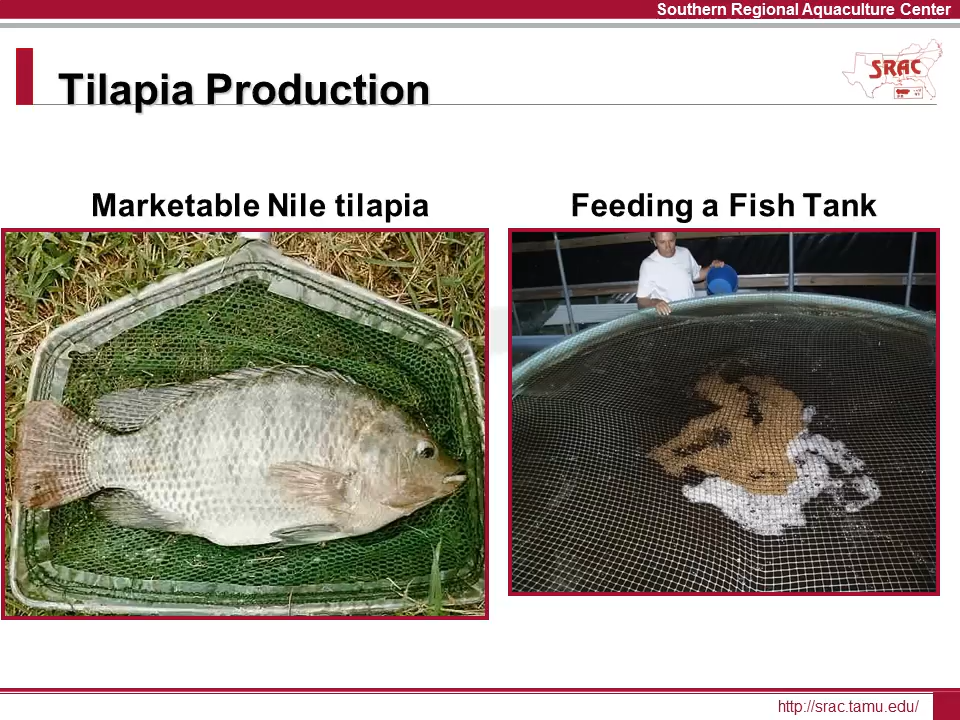 Southern Regional Aquaculture Center
SRAC
Tilapia Production
Marketable Nile tilapia
Feeding a Fish Tank
http://srac.tamu.edu/